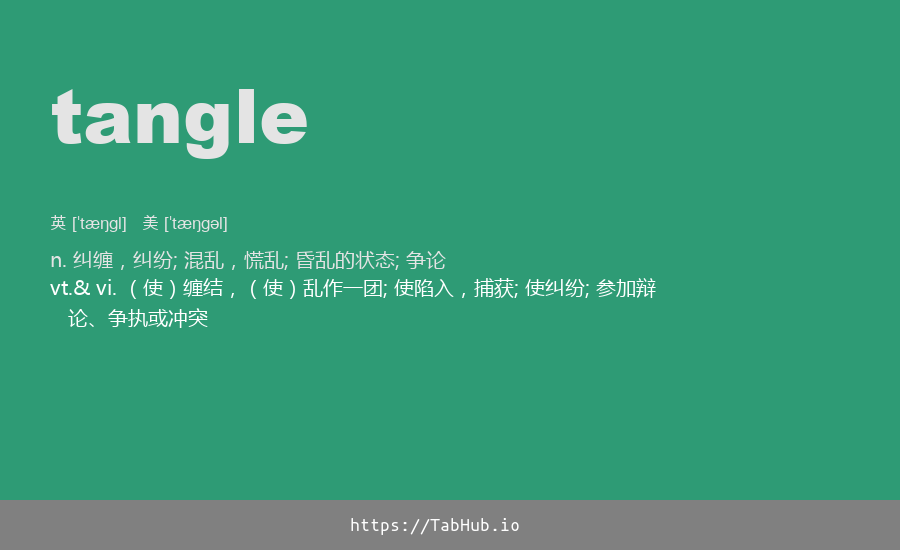 tangle
英 ['tæŋgl] 美 ['tæŋgəl]
n. 纠缠，纠纷; 混乱，慌乱; 昏乱的状态; 争论
vt.& vi. （使）缠结，（使）乱作一团; 使陷入，捕获; 使纠纷; 参加辩
论、争执或冲突
https://TabHub.io